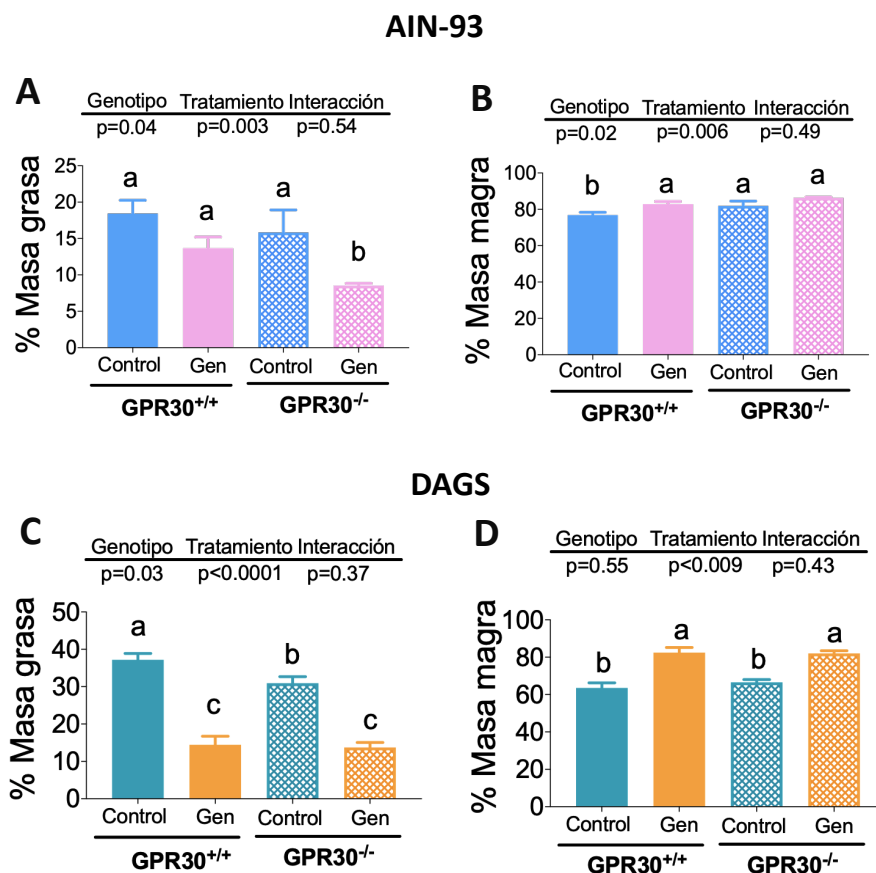 AIN-93
A
Genotipo Tratamiento Interacción
p=0.04 p=0.003 p=0.54
% Masa grasa
25
20
15
10
5
0
a
a
a
b
Control Gen Control Gen
GPR30+/+ GPR30-/-
B
Genotipo Tratamiento Interacción
p=0.02 p=0.006 p=0.49
% Masa magra
100
80
60
40
20
0
b
a
a
a
Control Gen Control Gen
GPR30+/+ GPR30-/-
DAGS
C
Genotipo Tratamiento Interacción
p=0.03 p<0.0001 p=0.37
% Masa grasa
50
40
30
20
10
0
a
c
b
c
Control Gen Control Gen
GPR30+/+ GPR30-/-
D
Genotipo Tratamiento Interacción
p=0.55 p<0.009 p=0.43
% Masa magra
100
80
60
40
20
0
b
a
b
a
Control Gen Control Gen
GPR30+/+ GPR30-/-